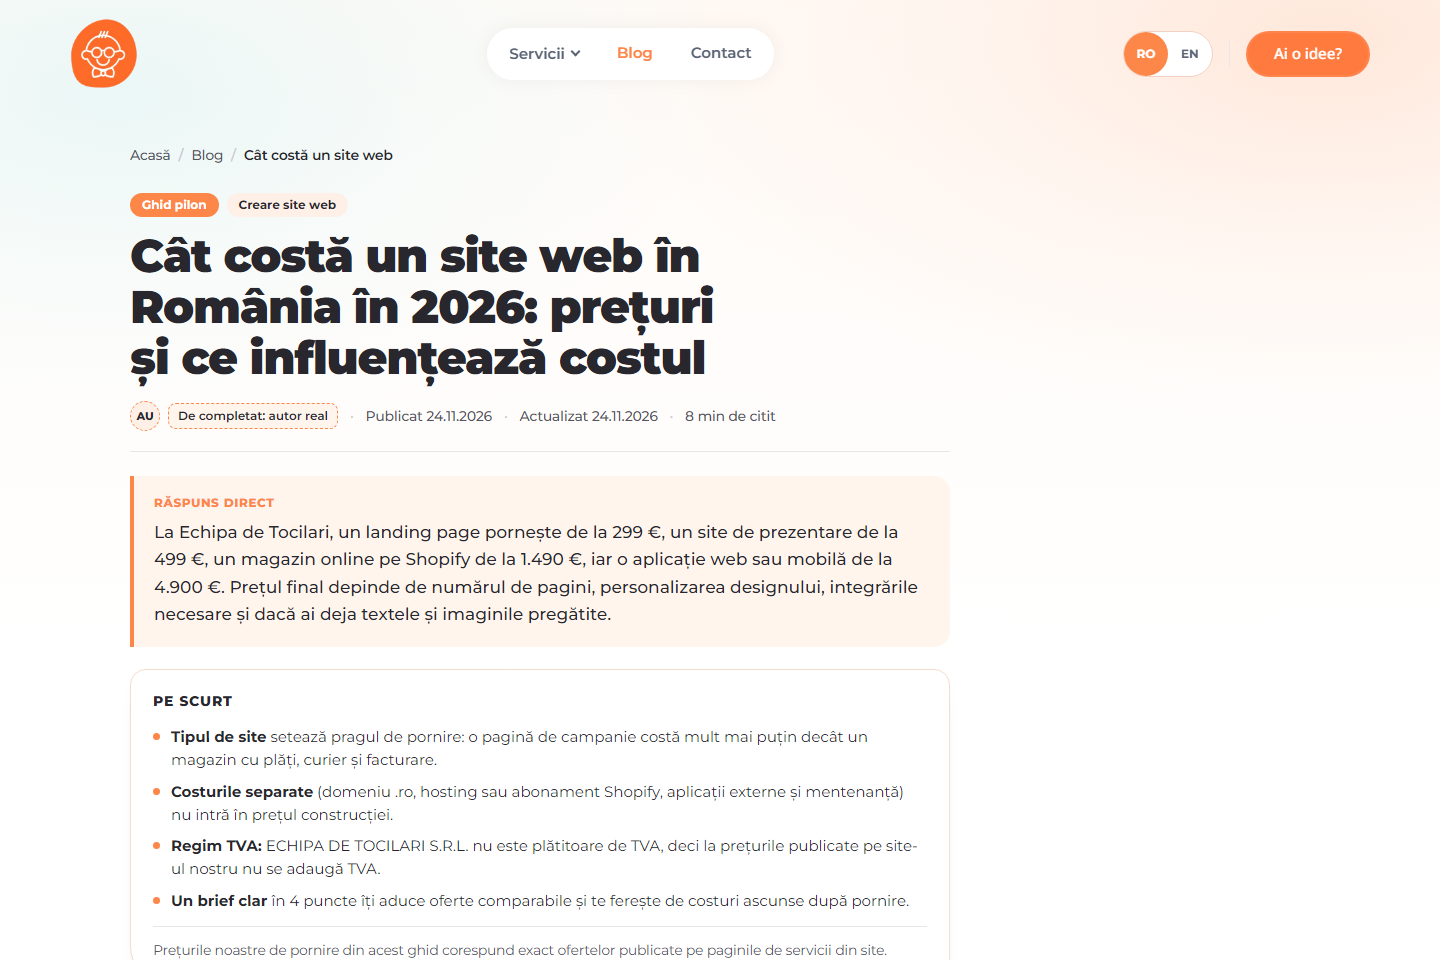 Servicii
Blog
Contact
RO
EN
Ai o idee?
Acasă / Blog / Cât costă un site web
Ghid pilon
Creare site web
Cât costă un site web în
România în 2026: prețuri
și ce influențează costul
AU
De completat: autor real · Publicat 24.11.2026 · Actualizat 24.11.2026 · 8 min de citit
RĂSPUNS DIRECT
La Echipa de Tocilari, un landing page pornește de la 299 €, un site de prezentare de la
499 €, un magazin online pe Shopify de la 1.490 €, iar o aplicație web sau mobilă de la
4.900 €. Prețul final depinde de numărul de pagini, personalizarea designului, integrările
necesare și dacă ai deja textele și imaginile pregătite.
PE SCURT
Tipul de site setează pragul de pornire: o pagină de campanie costă mult mai puțin decât un
magazin cu plăți, curier și facturare.
Costurile separate (domeniu .ro, hosting sau abonament Shopify, aplicații externe și mentenanță)
nu intră în prețul construcției.
Regim TVA: ECHIPA DE TOCILARI S.R.L. nu este plătitoare de TVA, deci la prețurile publicate pe site-
ul nostru nu se adaugă TVA.
Un brief clar în 4 puncte îți aduce oferte comparabile și te ferește de costuri ascunse după pornire.
Prețurile noastre de pornire din acest ghid corespund exact ofertelor publicate pe paginile de servicii din site.